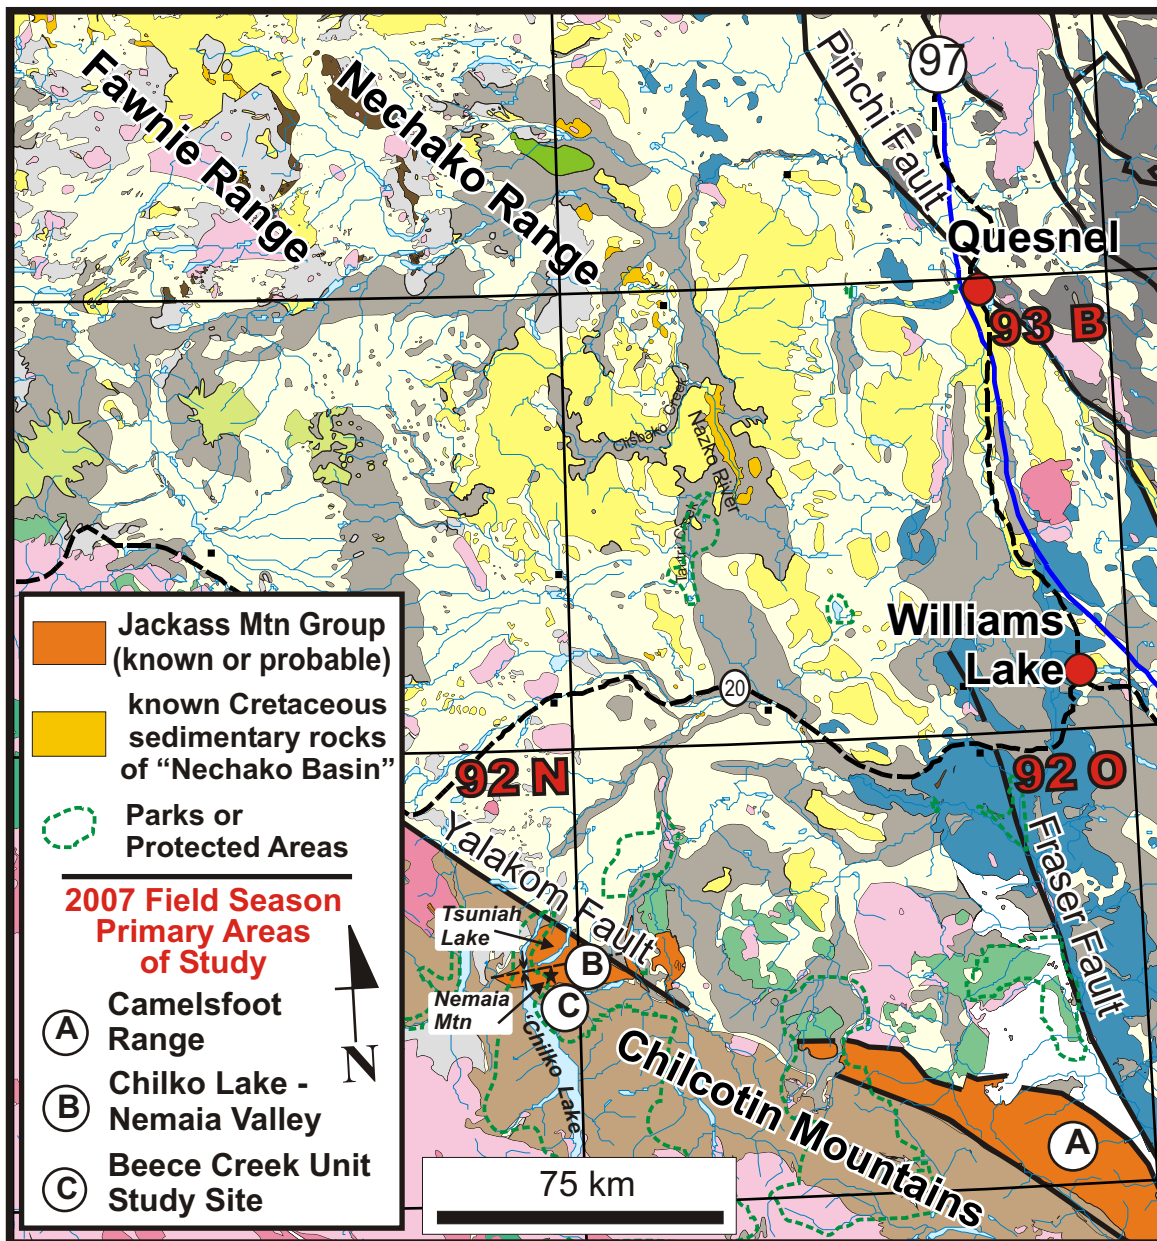 Fawnie Range
Nechako Range
Pinchi Fault
97
Quesnel
93 B
Clisbako Creek
Nazko River
Tautri Creek
Williams
Lake
20
92 N
92 O
Yalakom Fault
Fraser Fault
Tsuniah
Lake
B
C
Nemaia
Mtn
Chilko Lake
Chilcotin Mountains
A
75 km
Jackass Mtn Group
(known or probable)
known Cretaceous
sedimentary rocks
of “Nechako Basin”
Parks or
Protected Areas
2007 Field Season
Primary Areas
of Study
N
A
Camelsfoot
Range
B
Chilko Lake -
Nemaia Valley
C
Beece Creek Unit
Study Site